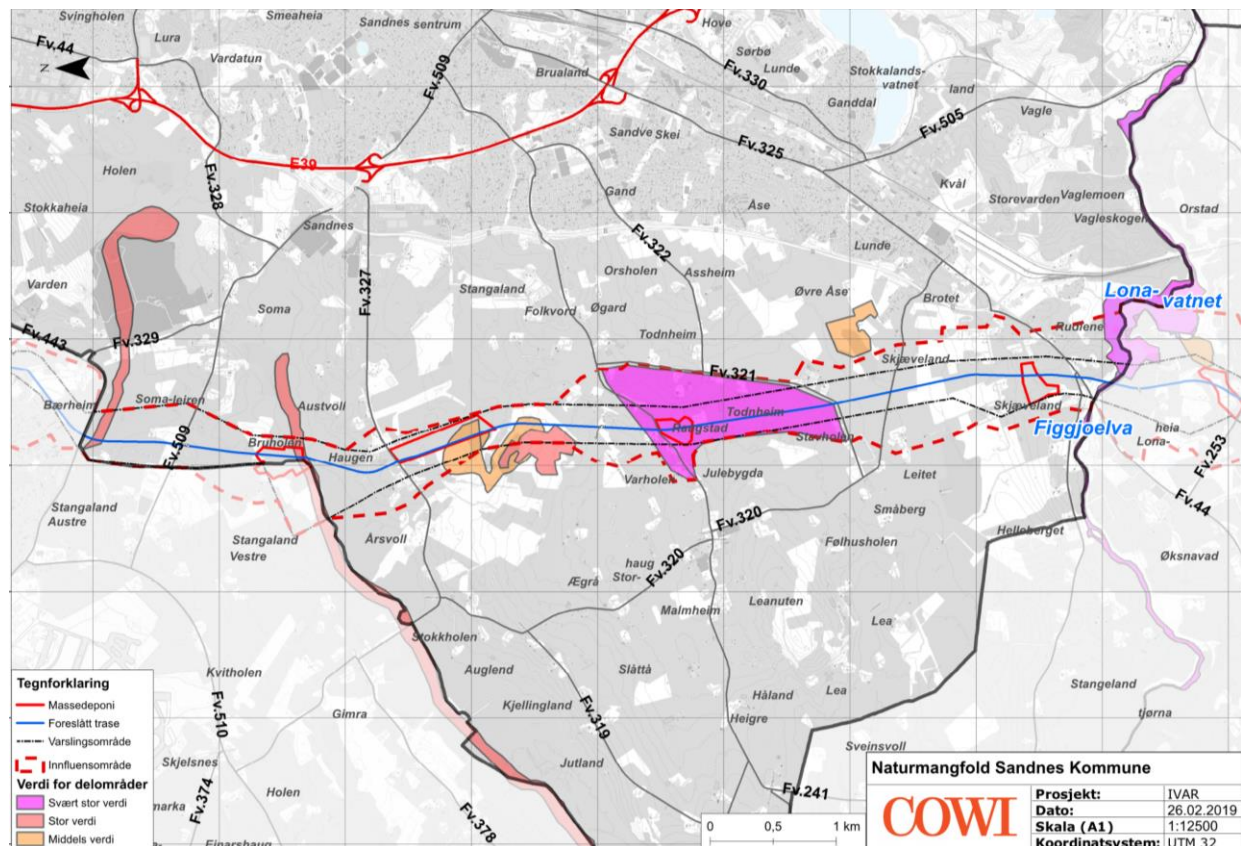 Svingholen
Smeaheia
Sandnes sentrum
Hove
Fv.44
Lura
Vardatun
Fv.509
Brualand
Fv.330
Sørbø
Lunde
Stokkalands-
vatnet
N
Ganddal
land
Vagle
Sandve
Skei
Fv.325
Fv.505
Holen
E39
Fv.328
Gand
Kvål
Storevarden
Vaglemoen
Stokkaheia
Åse
Vagleskogen
Orstad
Sandnes
Fv.322
Lunde
Varden
Fv.327
Stangaland
Orsholen
Assheim
Øvre Åse
Brotet
Lona-
vatnet
Soma
Folkvord
Øgard
Fv.443
Fv.329
Todnheim
Rudlene
Skjæveland
Fv.321
Bærheim
Soma-leiren
Austvoll
Skjæveland
Todnheim
Rengstad
Bruholen
Figgjoelva
heia
Fv.509
Haugen
Stavholen
Lona-
Fv.253
Varholen
Julebygda
Leitet
Stangaland
Austre
Småberg
Fv.44
Fv.320
Stangaland
Vestre
Årsvoll
Følhusholen
Helleberget
Øksnavad
haug
Stor-
Fv.320
Ægrå
Leanuten
Malmheim
Lea
Stokkholen
Kvitholen
Auglend
Slåttå
Stangeland
Tegnforklaring
Håland
Lea
Massedeponi
Kjellingland
tjørna
Foreslått trase
Fv.510
Gimra
Fv.319
Heigre
Varslingsområde
Sveinsvoll
Innfluensområde
Skjelsnes
Jutland
Naturmangfold Sandnes Kommune
Verdi for delområder
Holen
Fv.241
Svært stor verdi
marka
Fv.374
COWI
Prosjekt: IVAR
Stor verdi
Fv.378
Dato: 26.02.2019
Middels verdi
Einarshaug
0 0,5 1 km
Skala (A1) 1:12500
Koordinatsystem: UTM 32